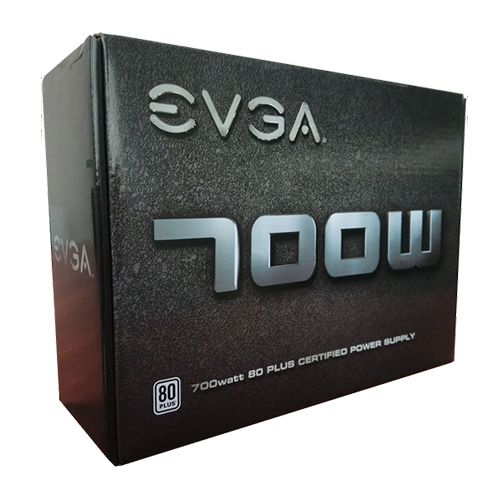 EVGA.
700W
700watt 80 PLUS CERTIFIED POWER SUPPLY
80
PLUS
EVGA.